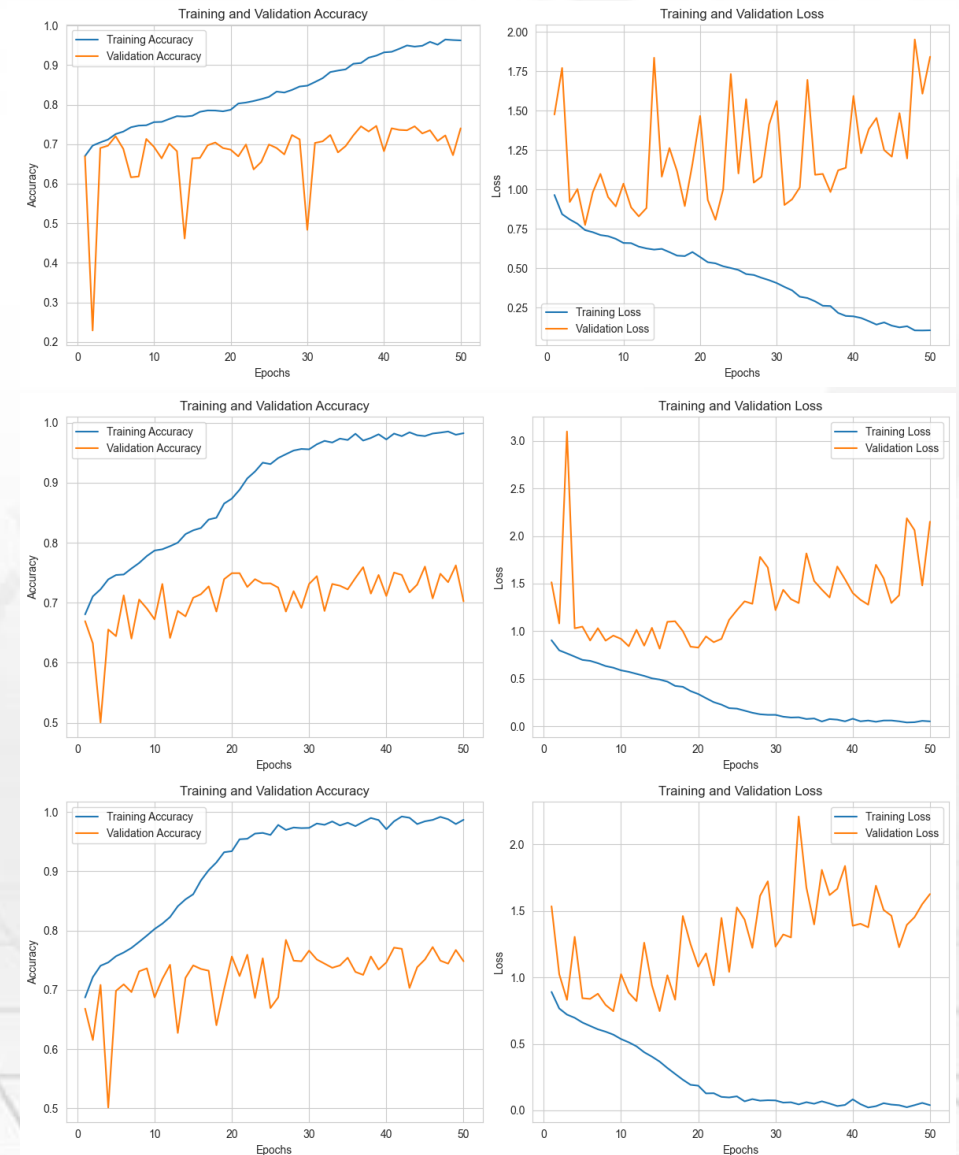 Training and Validation Accuracy
1.0
0.9
0.8
0.7
0.6
0.5
0.4
0.3
0.2
Accuracy
Training Accuracy
Validation Accuracy
0 10 20 30 40 50
Epochs
Training and Validation Loss
2.00
1.75
1.50
1.25
1.00
0.75
0.50
0.25
Loss
Training Loss
Validation Loss
0 10 20 30 40 50
Epochs
Training and Validation Accuracy
1.0
0.9
0.8
0.7
0.6
0.5
Accuracy
Training Accuracy
Validation Accuracy
0 10 20 30 40 50
Epochs
Training and Validation Loss
3.0
2.5
2.0
1.5
1.0
0.5
0.0
Loss
Training Loss
Validation Loss
0 10 20 30 40 50
Epochs
Training and Validation Accuracy
1.0
0.9
0.8
0.7
0.6
0.5
Accuracy
Training Accuracy
Validation Accuracy
0 10 20 30 40 50
Epochs
Training and Validation Loss
2.0
1.5
1.0
0.5
0.0
Loss
Training Loss
Validation Loss
0 10 20 30 40 50
Epochs